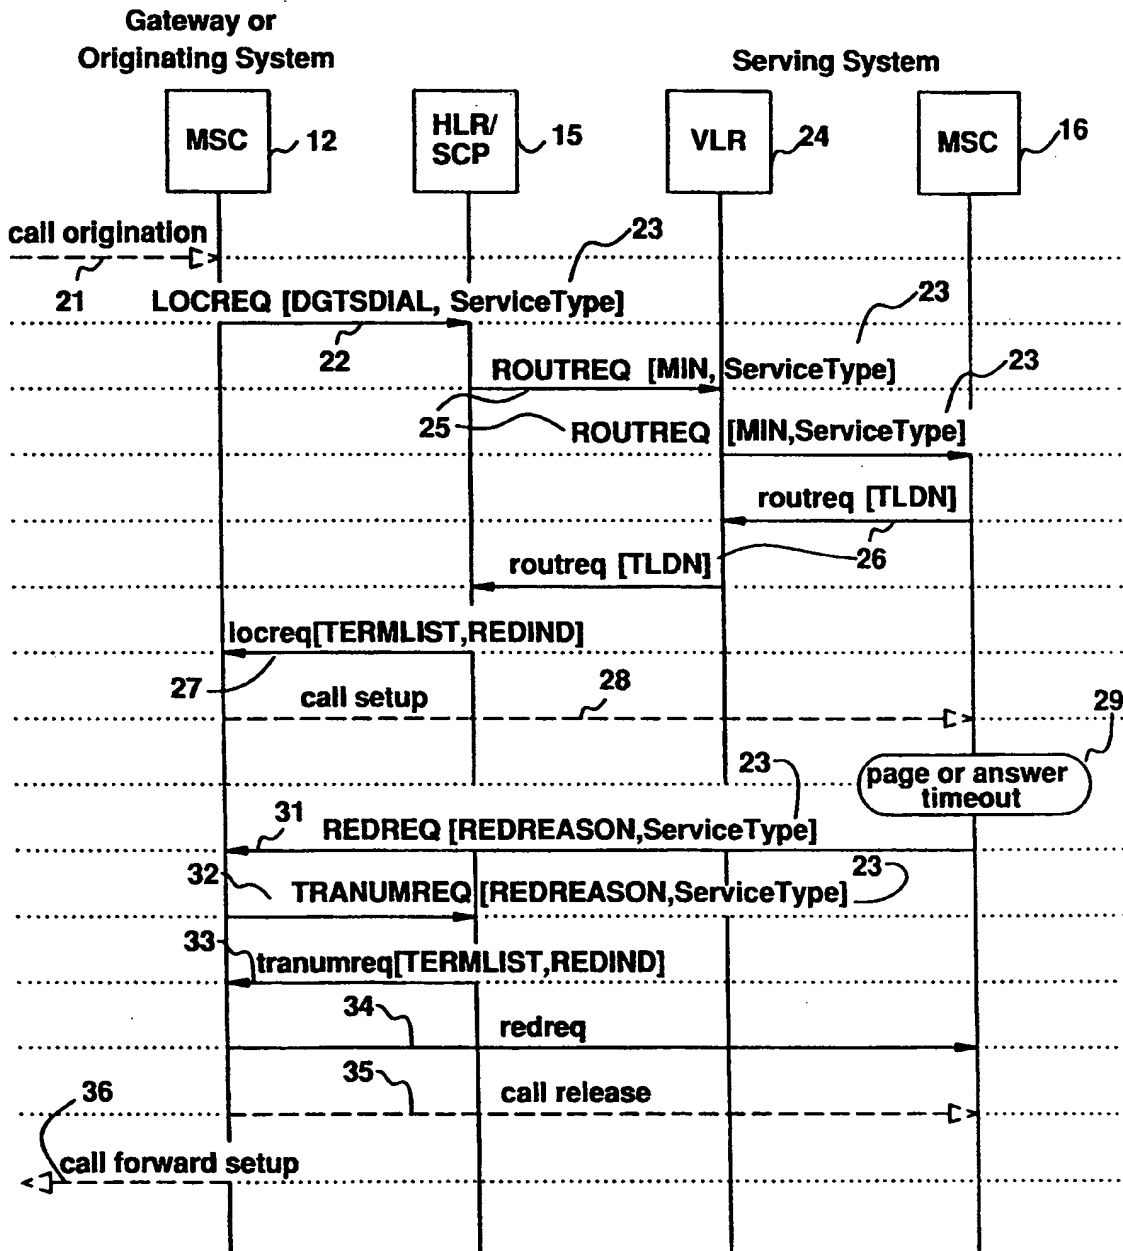 Gateway or
Originating System
Serving System
MSC
12
HLR/
SCP
15
VLR
24
MSC
16
call origination
21
23
LOCREQ [DGTSDIAL, ServiceType]
22
23
ROUTREQ [MIN, ServiceType]
23
25
ROUTREQ [MIN,ServiceType]
routreq [TLDN]
26
routreq [TLDN]
locreq[TERMLIST,REDIND]
27
call setup
28
29
page or answer
timeout
23
31
REDREQ [REDREASON,ServiceType]
32
23
TRANUMREQ [REDREASON,ServiceType]
33
tranumreq[TERMLIST,REDIND]
34
redreq
35
call release
36
call forward setup